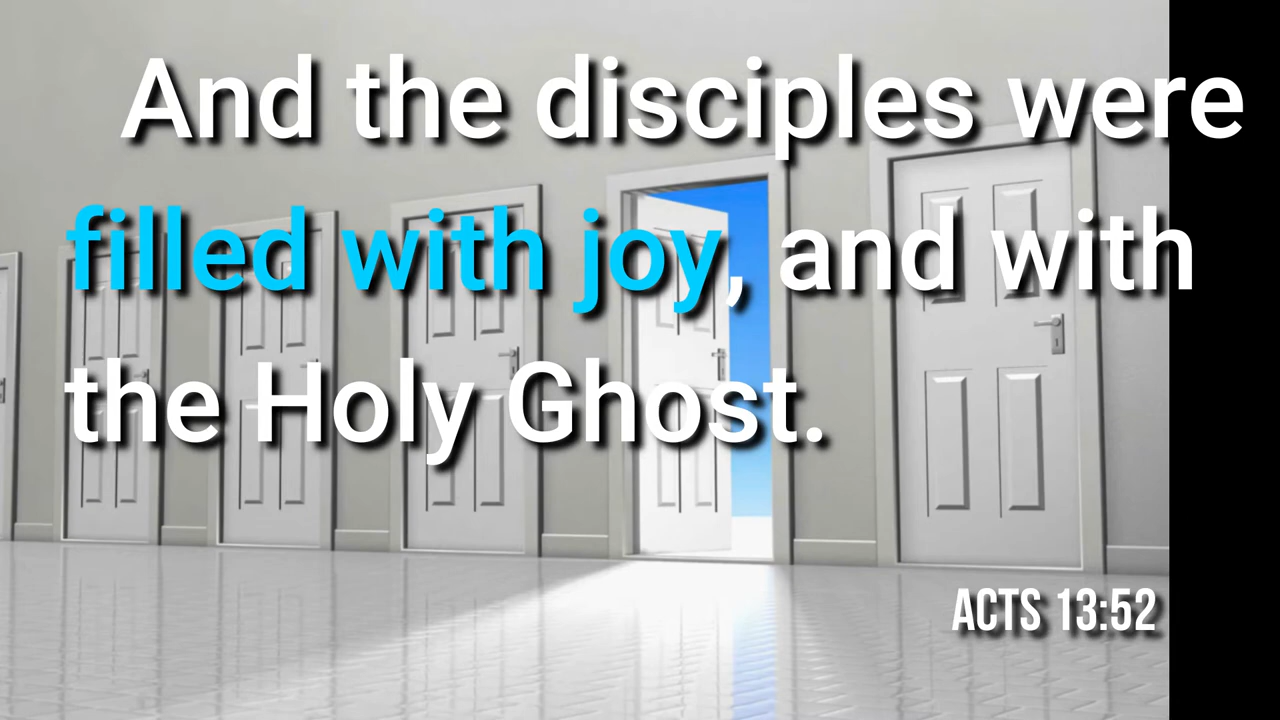 And the disciples were
filled with joy, and with
the Holy Ghost.
ACTS 13:52